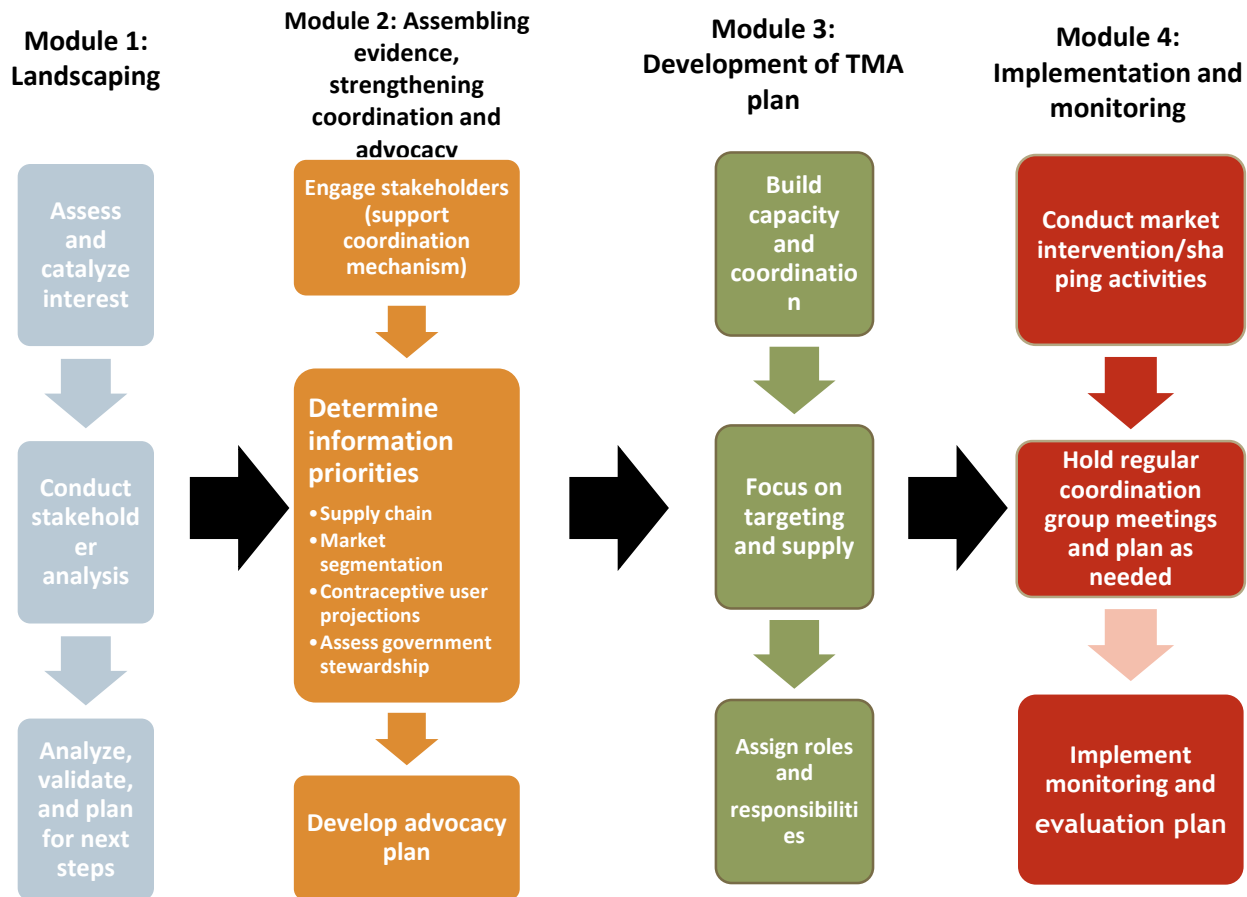 Module 1:
Landscaping
Assess
and
catalyze
interest
Conduct
stakehold
er
analysis
Analyze,
validate,
and plan
for next
steps
Module 2: Assembling
evidence,
strengthening
coordination and
advocacy
Engage stakeholders
(support
coordination
mechanism)
Determine
information
priorities
•Supply chain
•Market
segmentation
•Contraceptive user
projections
•Assess government
stewardship
Develop advocacy
plan
Module 3:
Development of TMA
plan
Build
capacity
and
coordinatio
n
Focus on
targeting
and supply
Assign roles
and
responsibiliti
es
Module 4:
Implementation and
monitoring
Conduct market
intervention/sha
ping activities
Hold regular
coordination
group meetings
and plan as
needed
Implement
monitoring and
evaluation plan